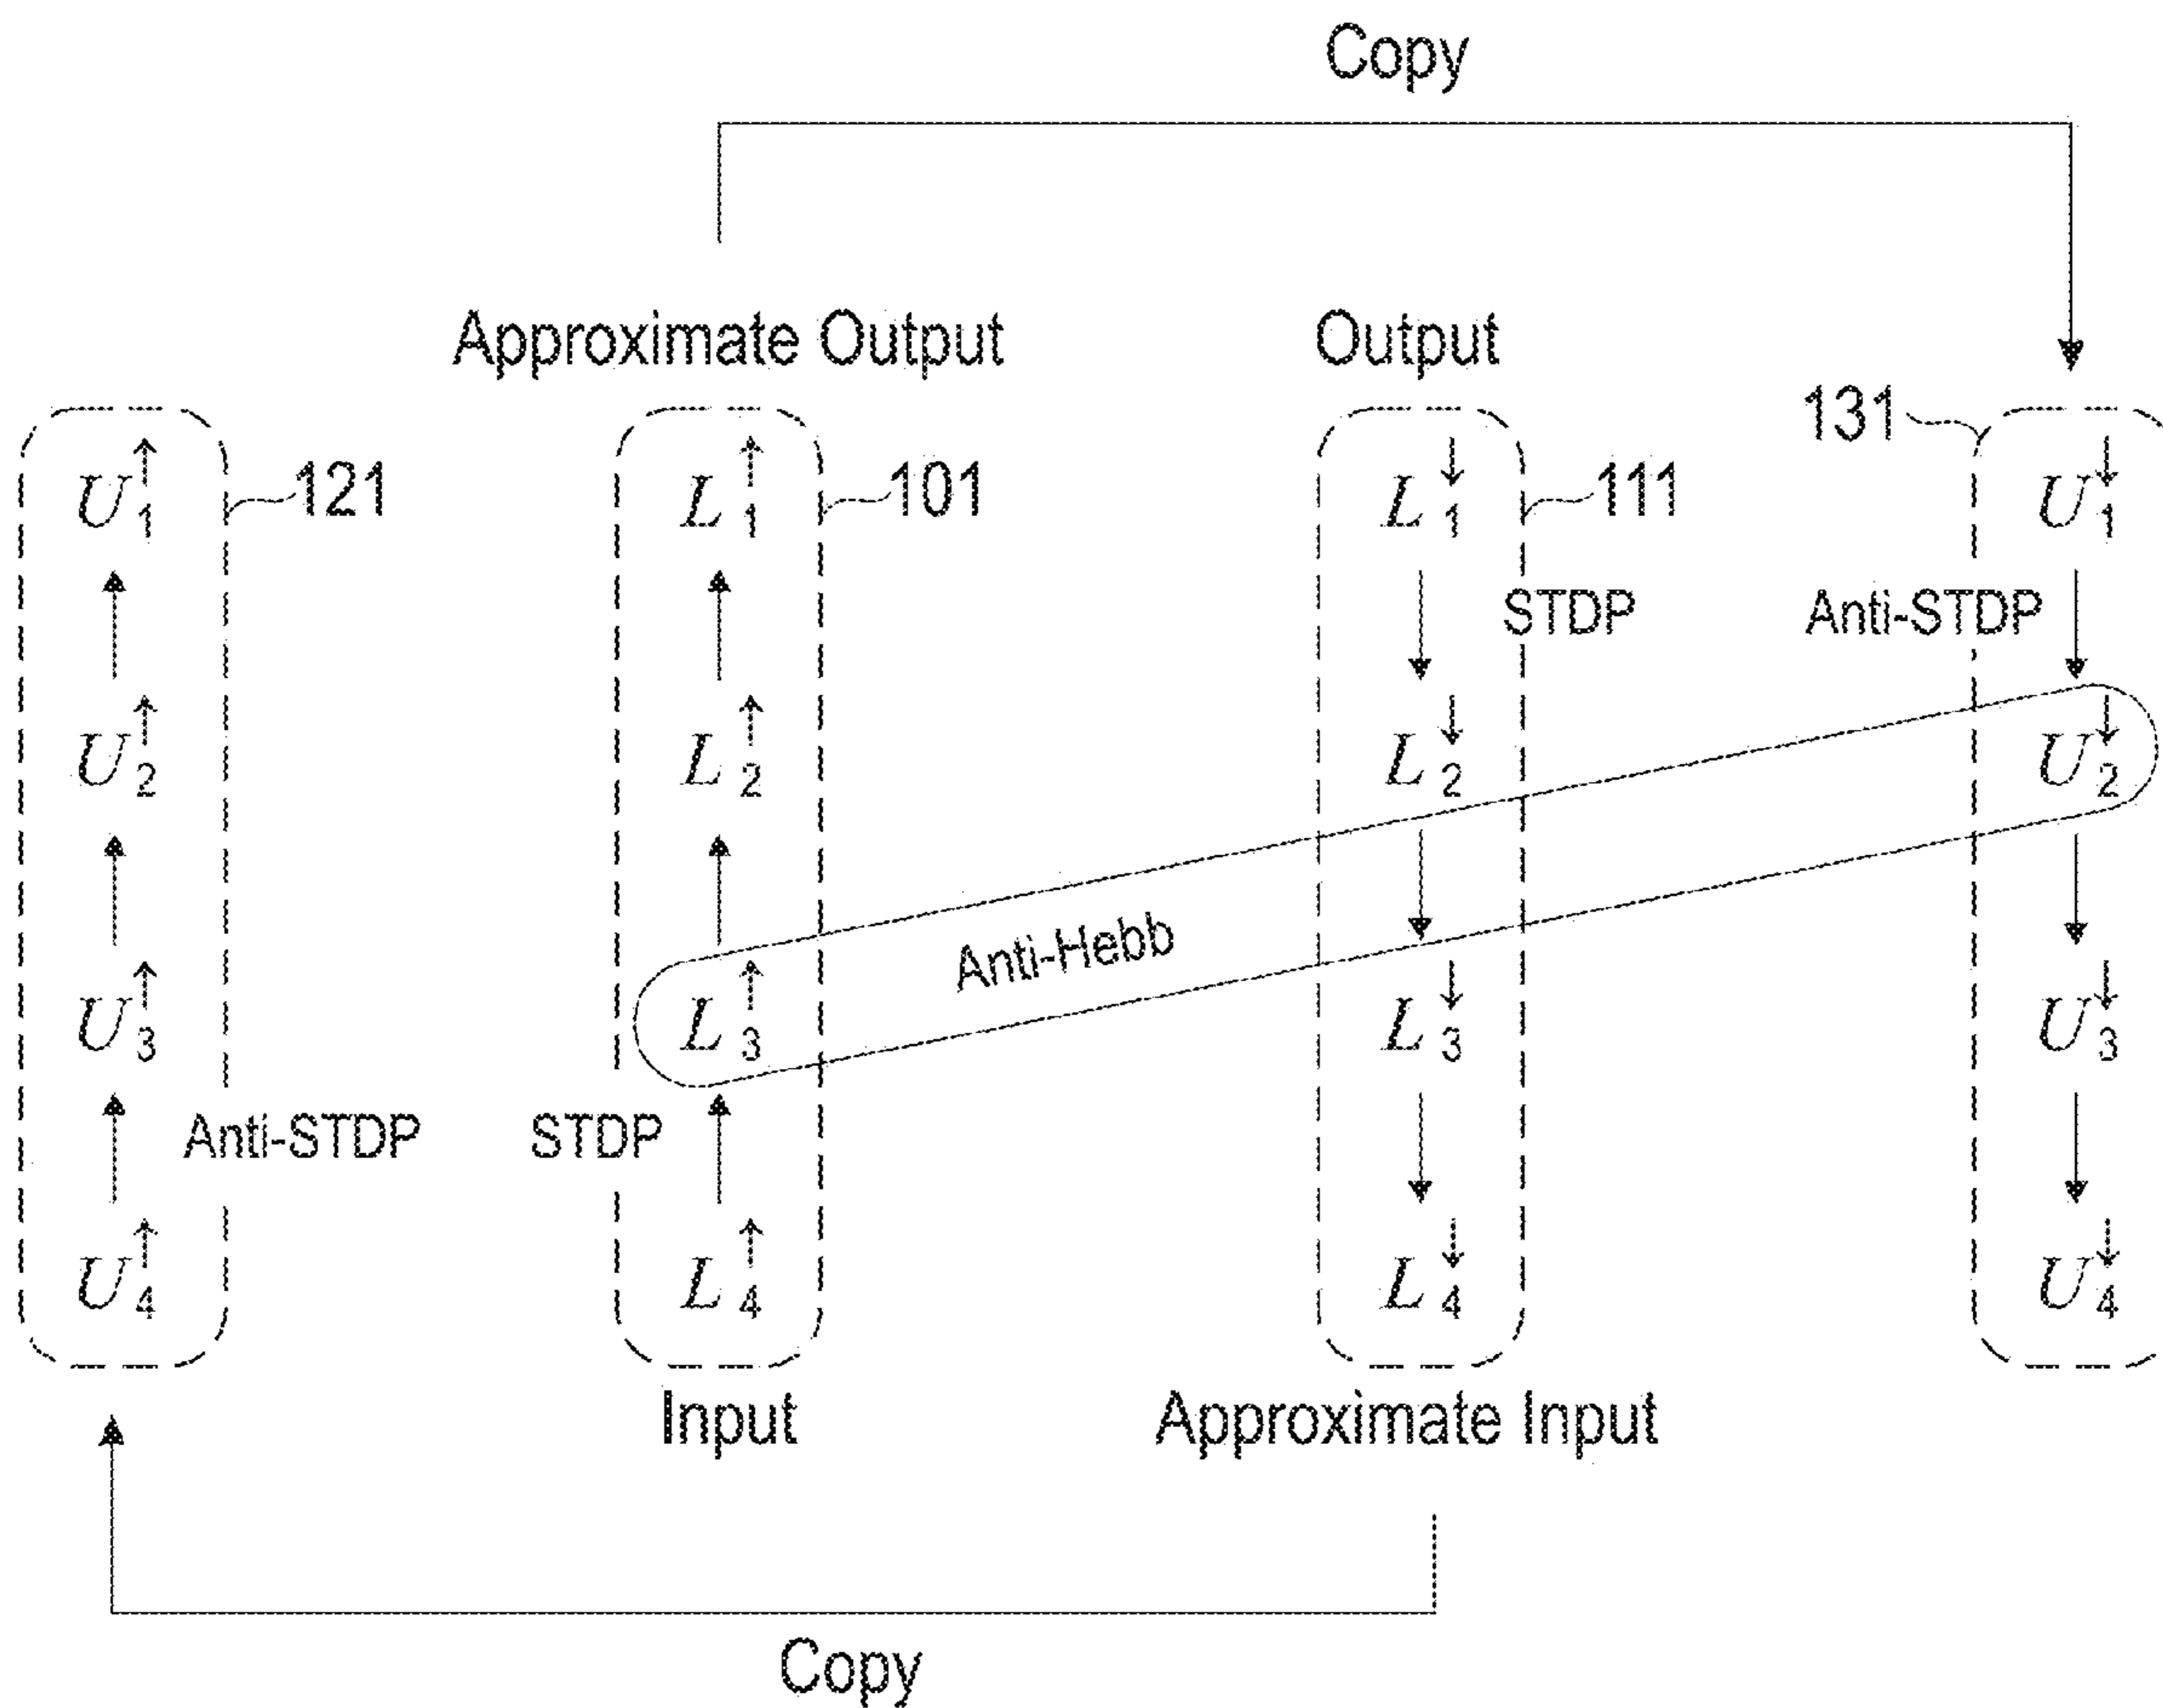 Copy
Approximate Output Output
131
U↑1 121 L↑1 101 L↓1 111 U↓1
STDP Anti-STDP
U↑2 L↑2 L↓2 U↓2
Anti-Hebb
U↑3 L↑3 L↓3 U↓3
Anti-STDP STDP
U↑4 L↑4 L↓4 U↓4
Input Approximate Input
Copy